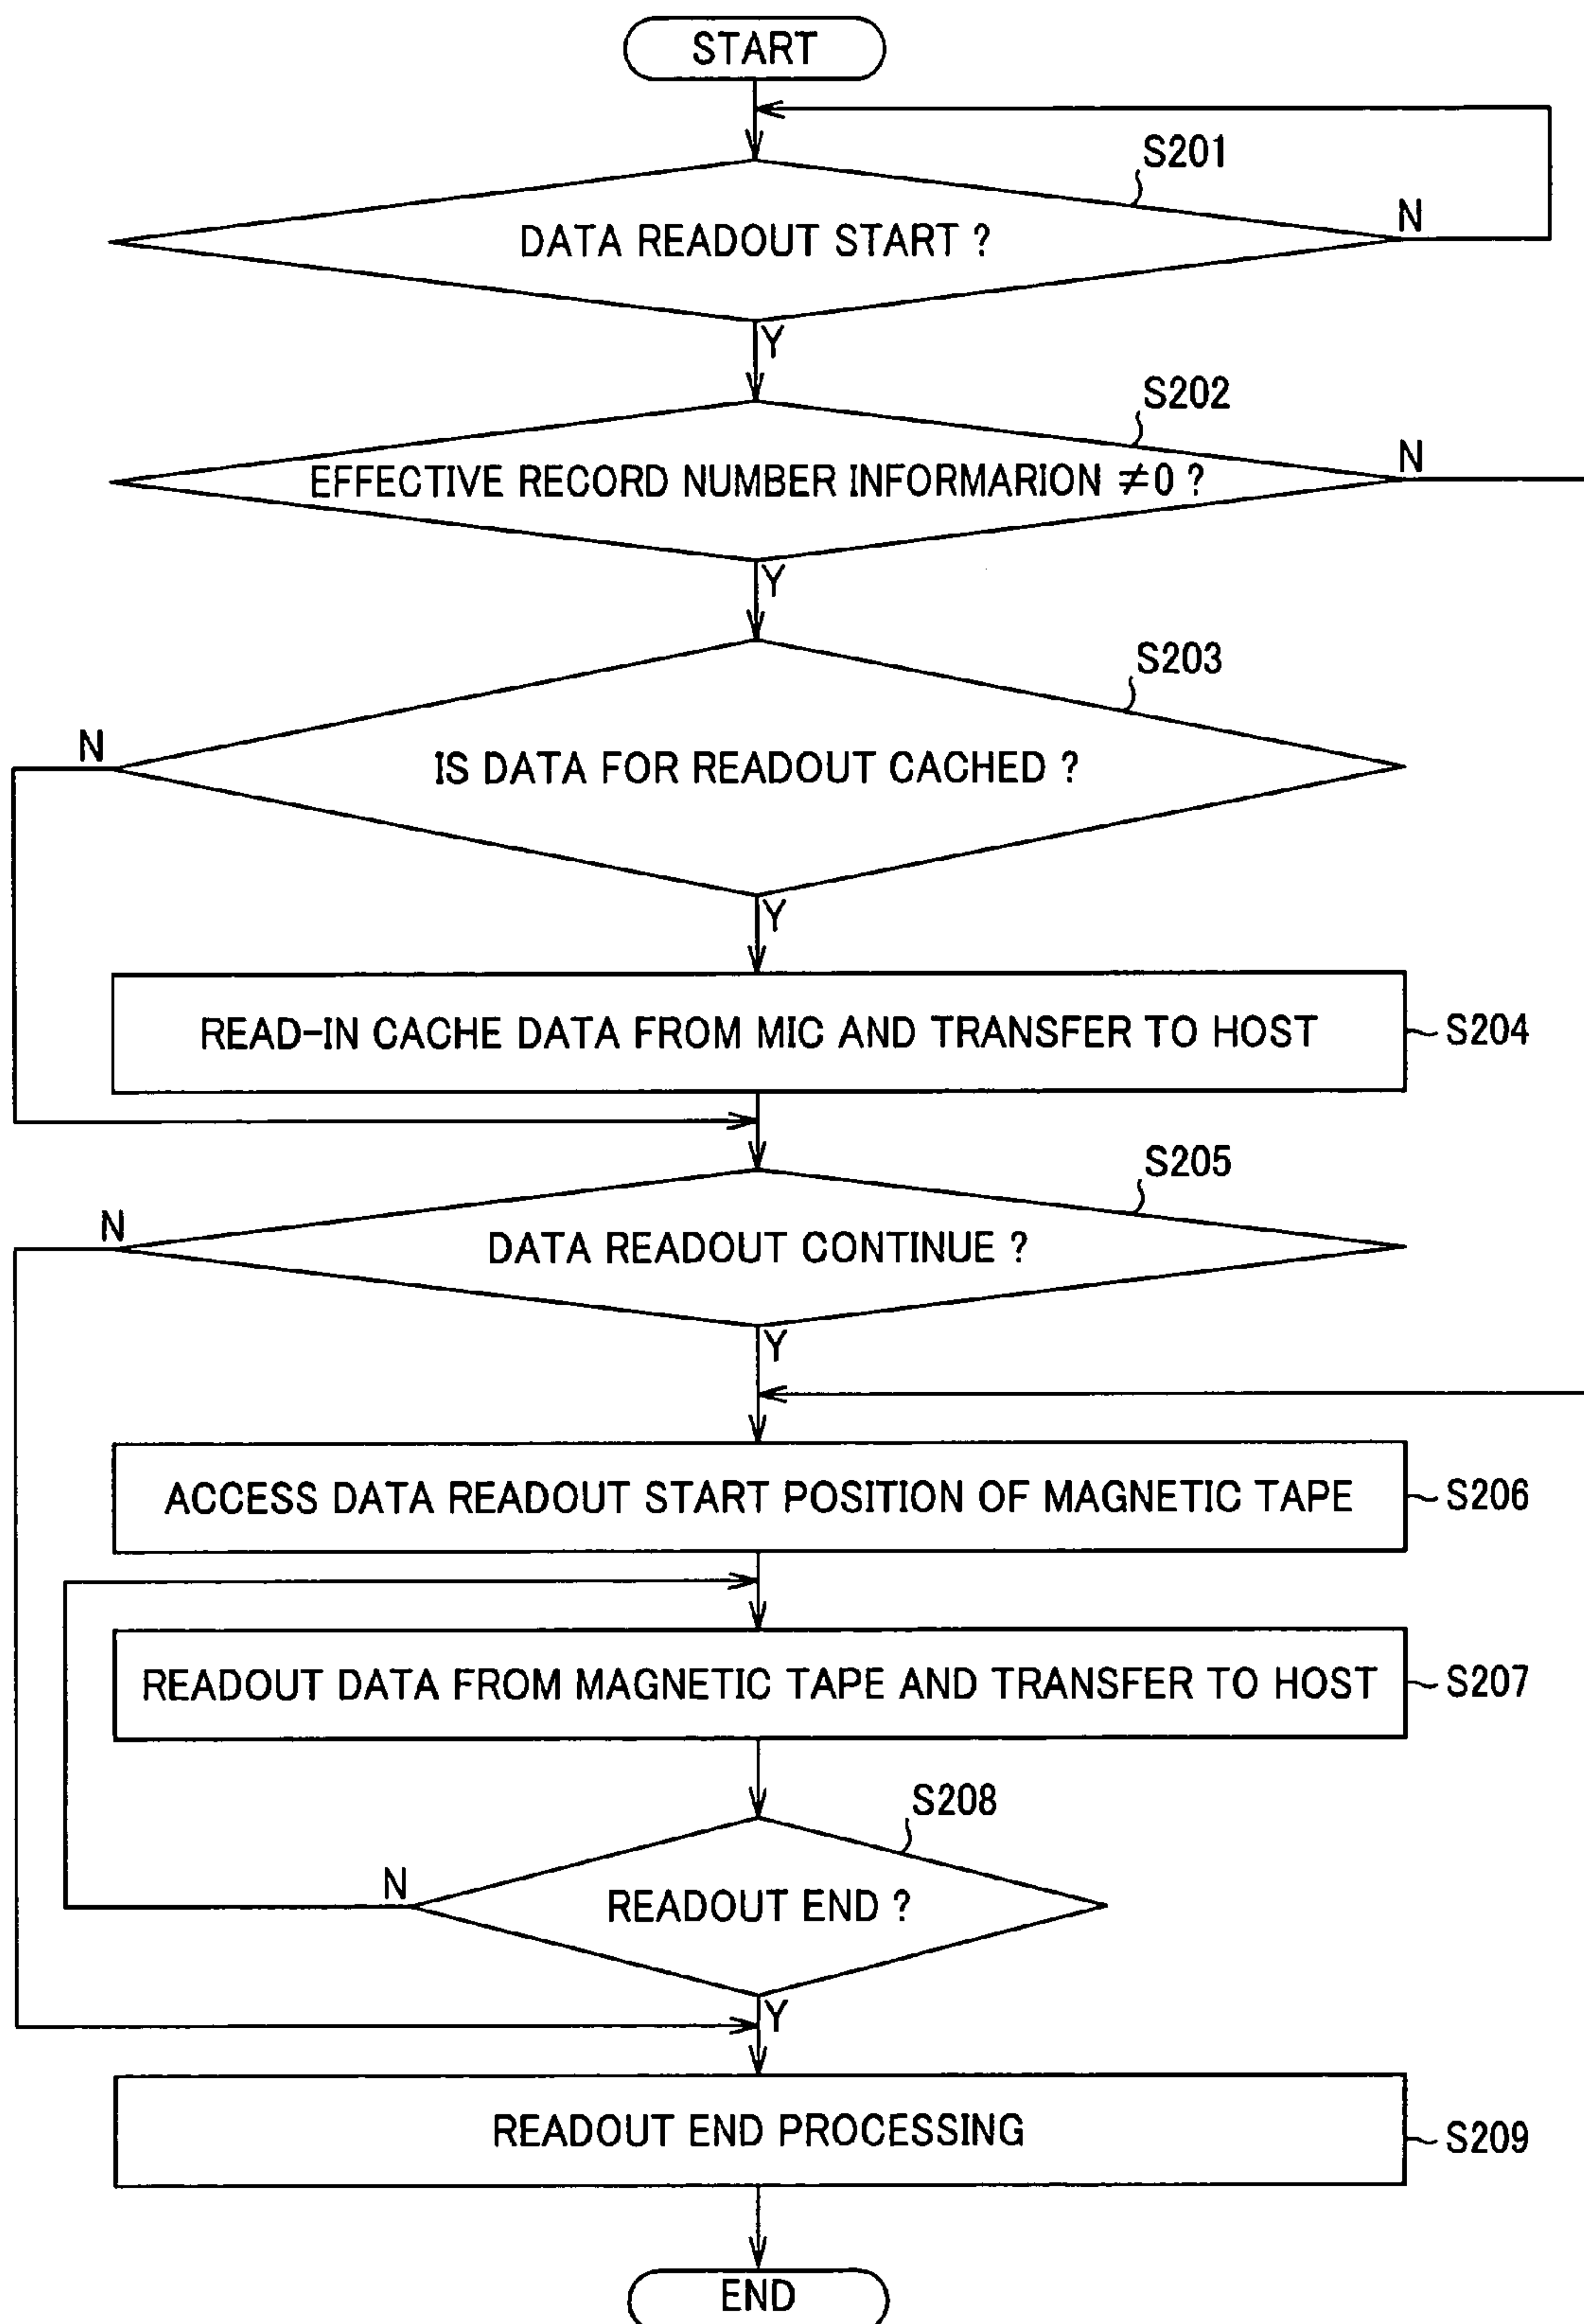 START
S201
DATA READOUT START ?
N
Y
S202
EFFECTIVE RECORD NUMBER INFORMARION ≠0 ?
N
Y
S203
N
IS DATA FOR READOUT CACHED ?
Y
READ-IN CACHE DATA FROM MIC AND TRANSFER TO HOST
S204
S205
N
DATA READOUT CONTINUE ?
Y
ACCESS DATA READOUT START POSITION OF MAGNETIC TAPE
S206
READOUT DATA FROM MAGNETIC TAPE AND TRANSFER TO HOST
S207
S208
N
READOUT END ?
Y
READOUT END PROCESSING
S209
END